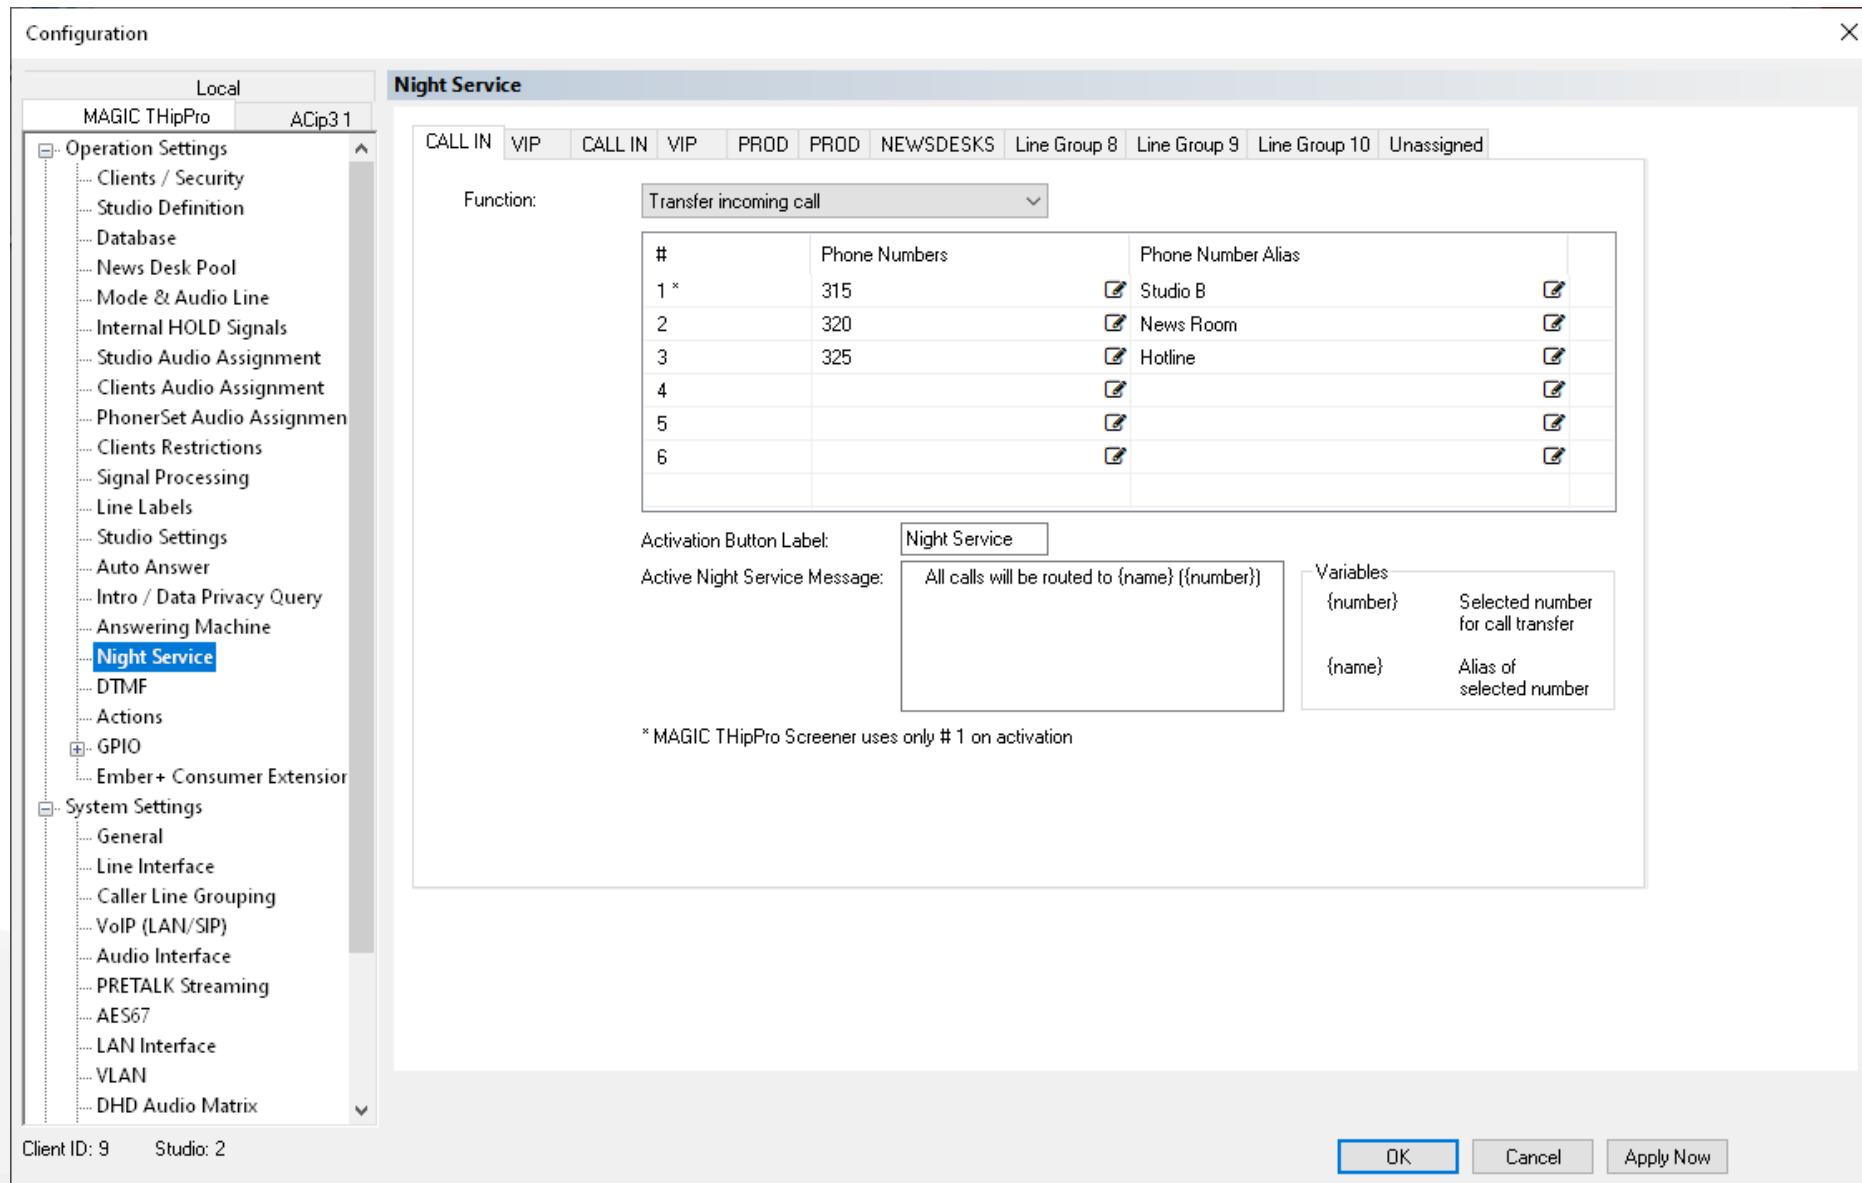 Configuration
Local
MAGIC THipPro
ACip3 1
Operation Settings
Clients / Security
Studio Definition
Database
News Desk Pool
Mode & Audio Line
Internal HOLD Signals
Studio Audio Assignment
Clients Audio Assignment
PhonerSet Audio Assignmen
Clients Restrictions
Signal Processing
Line Labels
Studio Settings
Auto Answer
Intro / Data Privacy Query
Answering Machine
Night Service
DTMF
Actions
GPIO
Ember+ Consumer Extension
System Settings
General
Line Interface
Caller Line Grouping
VoIP (LAN/SIP)
Audio Interface
PRETALK Streaming
AES67
LAN Interface
VLAN
DHD Audio Matrix
Client ID: 9 Studio: 2
Night Service
CALL IN VIP CALL IN VIP PROD PROD NEWSDESKS Line Group 8 Line Group 9 Line Group 10 Unassigned
Function: Transfer incoming call
# Phone Numbers Phone Number Alias
1 * 315 Studio B
2 320 News Room
3 325 Hotline
4
5
6
Activation Button Label: Night Service
Active Night Service Message: All calls will be routed to {name} ({number})
Variables
{number} Selected number
for call transfer
{name} Alias of
selected number
* MAGIC THipPro Screener uses only # 1 on activation
OK Cancel Apply Now